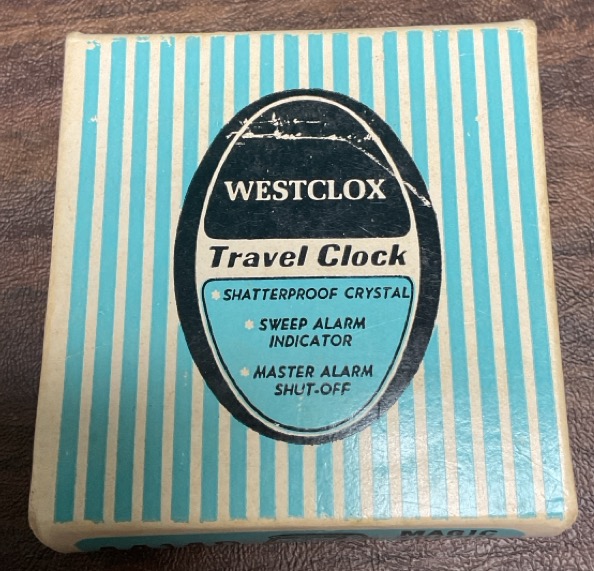 WESTCLOX
Travel Clock
* SHATTERPROOF CRYSTAL
* SWEEP ALARM
INDICATOR
* MASTER ALARM
SHUT-OFF
MAGIC